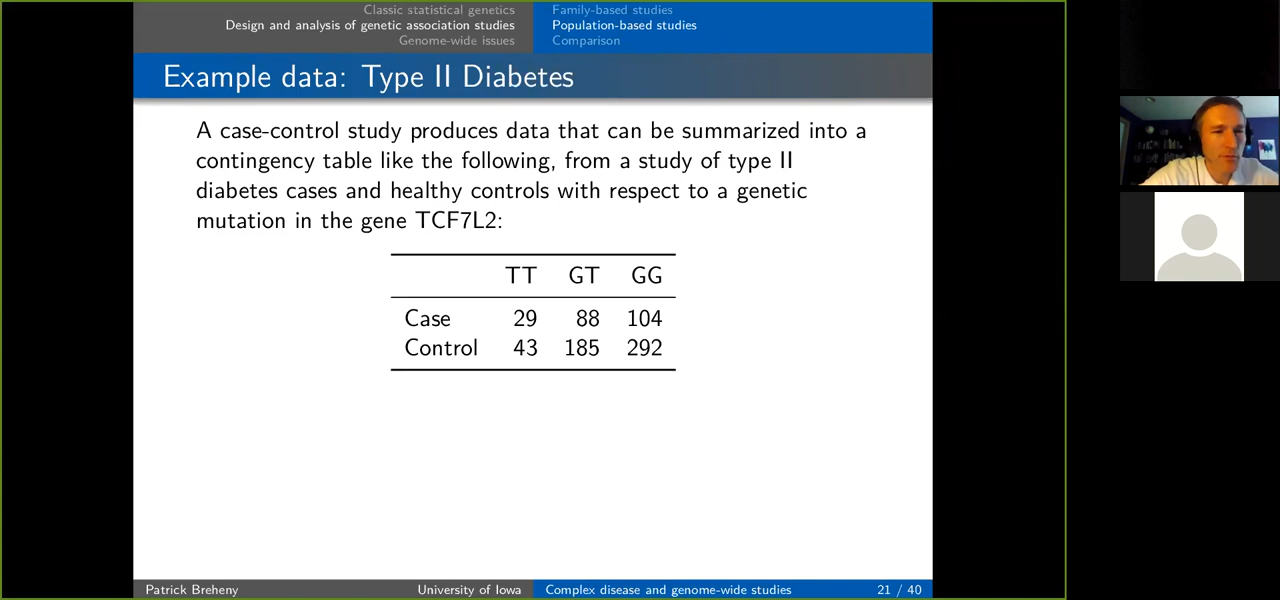 Classic statistical genetics
Design and analysis of genetic association studies
Genome-wide issues
Family-based studies
Population-based studies
Comparison
Example data: Type II Diabetes
A case-control study produces data that can be summarized into a
contingency table like the following, from a study of type II
diabetes cases and healthy controls with respect to a genetic
mutation in the gene TCF7L2:
TT GT GG
Case 29 88 104
Control 43 185 292
Patrick Breheny University of Iowa Complex disease and genome-wide studies 21 / 40